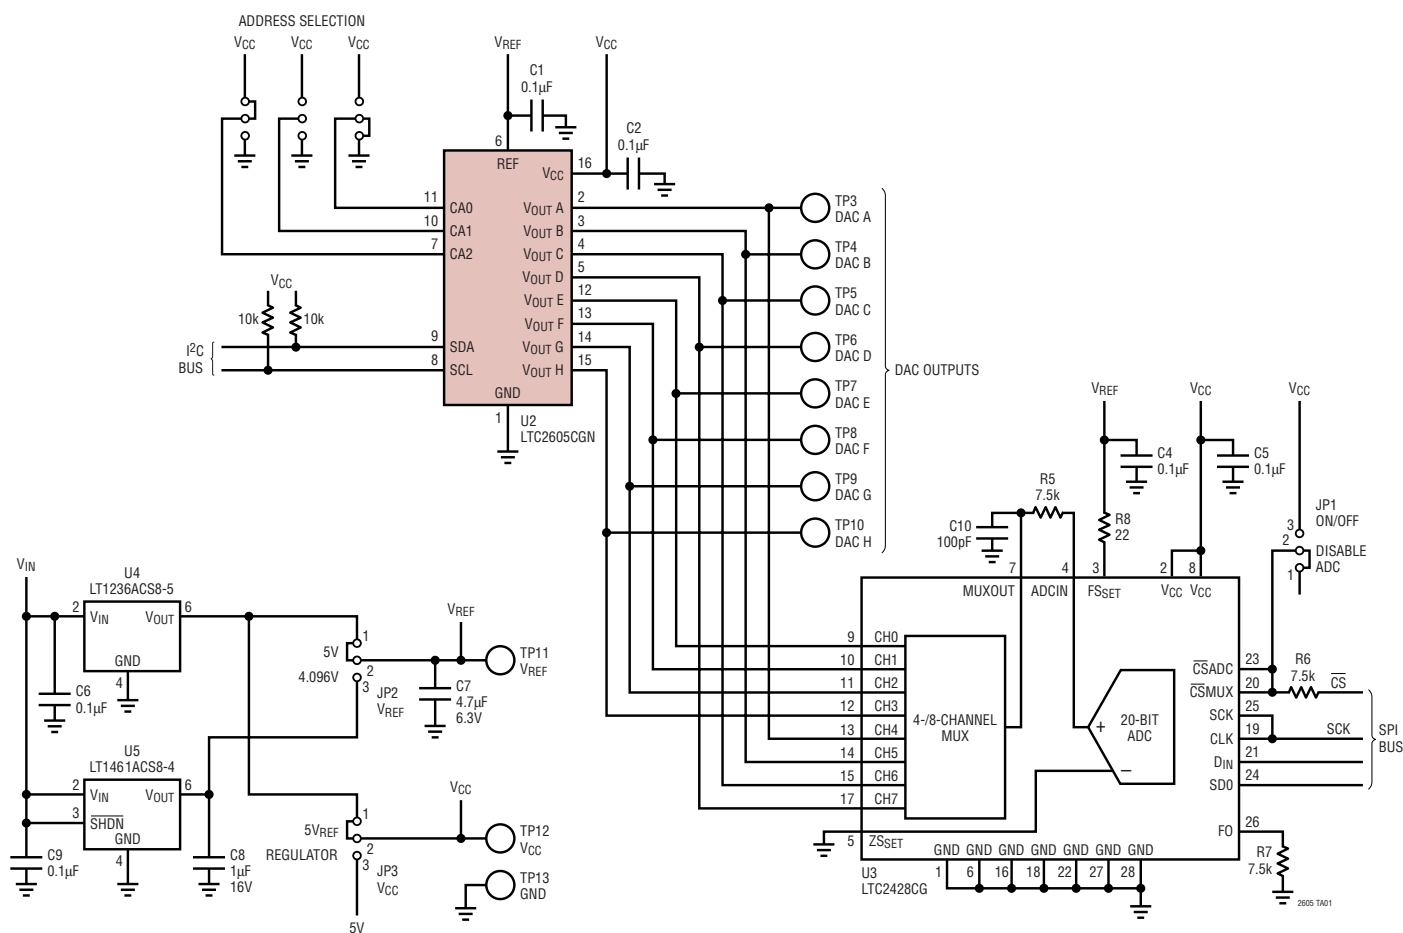 ADDRESS SELECTION
VCC VCC VCC
VREF
VCC
C1
0.1µF
C2
0.1µF
6
REF
VCC
16
11
CA0
10
CA1
7
CA2
VOUT A
2
VOUT B
3
VOUT C
4
VOUT D
5
VOUT E
12
VOUT F
13
VOUT G
14
VOUT H
15
VCC
10k
10k
I²C
BUS
9
SDA
8
SCL
GND
1
U2
LTC2605CGN
TP3
DAC A
TP4
DAC B
TP5
DAC C
TP6
DAC D
TP7
DAC E
TP8
DAC F
TP9
DAC G
TP10
DAC H
DAC OUTPUTS
VREF
VCC
VCC
C4
0.1µF
C5
0.1µF
R5
7.5k
C10
100pF
R8
22
JP1
ON/OFF
3
2
DISABLE
ADC
1
7
MUXOUT
4
ADCIN
3
FSSET
2
VCC
8
VCC
9
CH0
10
CH1
11
CH2
12
CH3
13
CH4
14
CH5
15
CH6
17
CH7
4-/8-CHANNEL
MUX
+
–
20-BIT
ADC
23
C̅S̅ADC
20
C̅S̅MUX
25
SCK
19
CLK
21
DIN
24
SD0
R6
7.5k
C̅S̅
SCK
SPI
BUS
26
FO
R7
7.5k
5
ZSSET
GND GND GND GND GND GND GND
1 6 16 18 22 27 28
U3
LTC2428CG
2605 TA01
VIN
U4
LT1236ACS8-5
2
VIN
VOUT
6
GND
4
C6
0.1µF
U5
LT1461ACS8-4
2
VIN
VOUT
6
3
S̅H̅D̅N̅
GND
4
C9
0.1µF
C8
1µF
16V
1
5V
2
4.096V
3
JP2
VREF
VREF
C7
4.7µF
6.3V
TP11
VREF
1
5VREF
2
REGULATOR
3
JP3
VCC
5V
VCC
TP12
VCC
TP13
GND